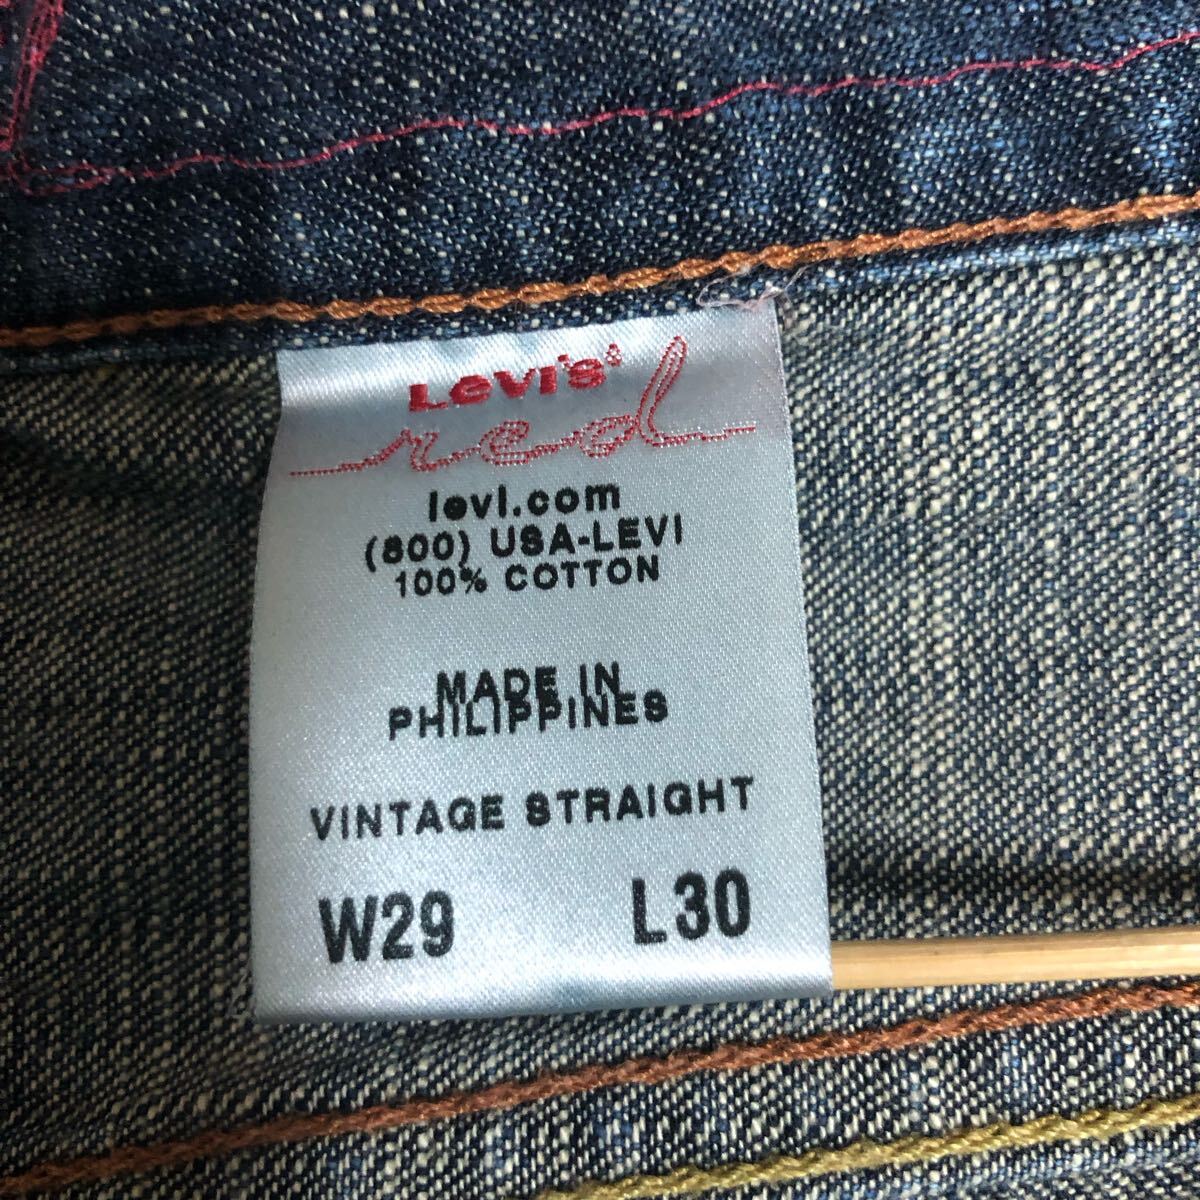 LeVI's®
red
levi.com
(800) USA-LEVI
100% COTTON
MADE IN
PHILIPPINES
VINTAGE STRAIGHT
W29 L30